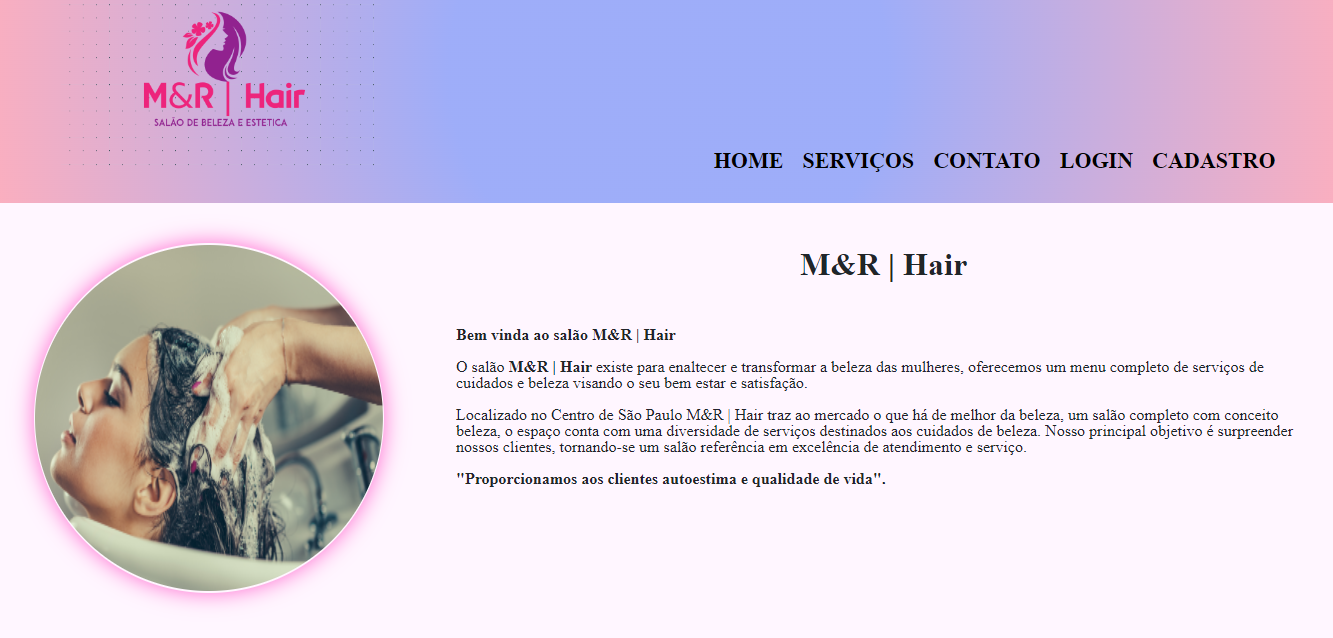 M&R | Hair
SALÃO DE BELEZA E ESTETICA
HOME SERVIÇOS CONTATO LOGIN CADASTRO
M&R | Hair
Bem vinda ao salão M&R | Hair
O salão M&R | Hair existe para enaltecer e transformar a beleza das mulheres, oferecemos um menu completo de serviços de
cuidados e beleza visando o seu bem estar e satisfação.
Localizado no Centro de São Paulo M&R | Hair traz ao mercado o que há de melhor da beleza, um salão completo com conceito
beleza, o espaço conta com uma diversidade de serviços destinados aos cuidados de beleza. Nosso principal objetivo é surpreender
nossos clientes, tornando-se um salão referência em excelência de atendimento e serviço.
"Proporcionamos aos clientes autoestima e qualidade de vida".